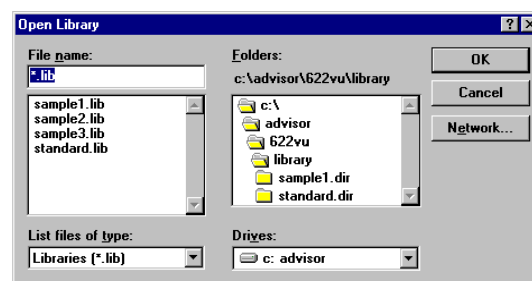 Open Library
File name:
*.lib
sample1.lib
sample2.lib
sample3.lib
standard.lib
List files of type:
Libraries (*.lib)
Folders:
c:\advisor\622vu\library
c:\
advisor
622vu
library
sample1.dir
standard.dir
Drives:
c: advisor
OK
Cancel
Network...